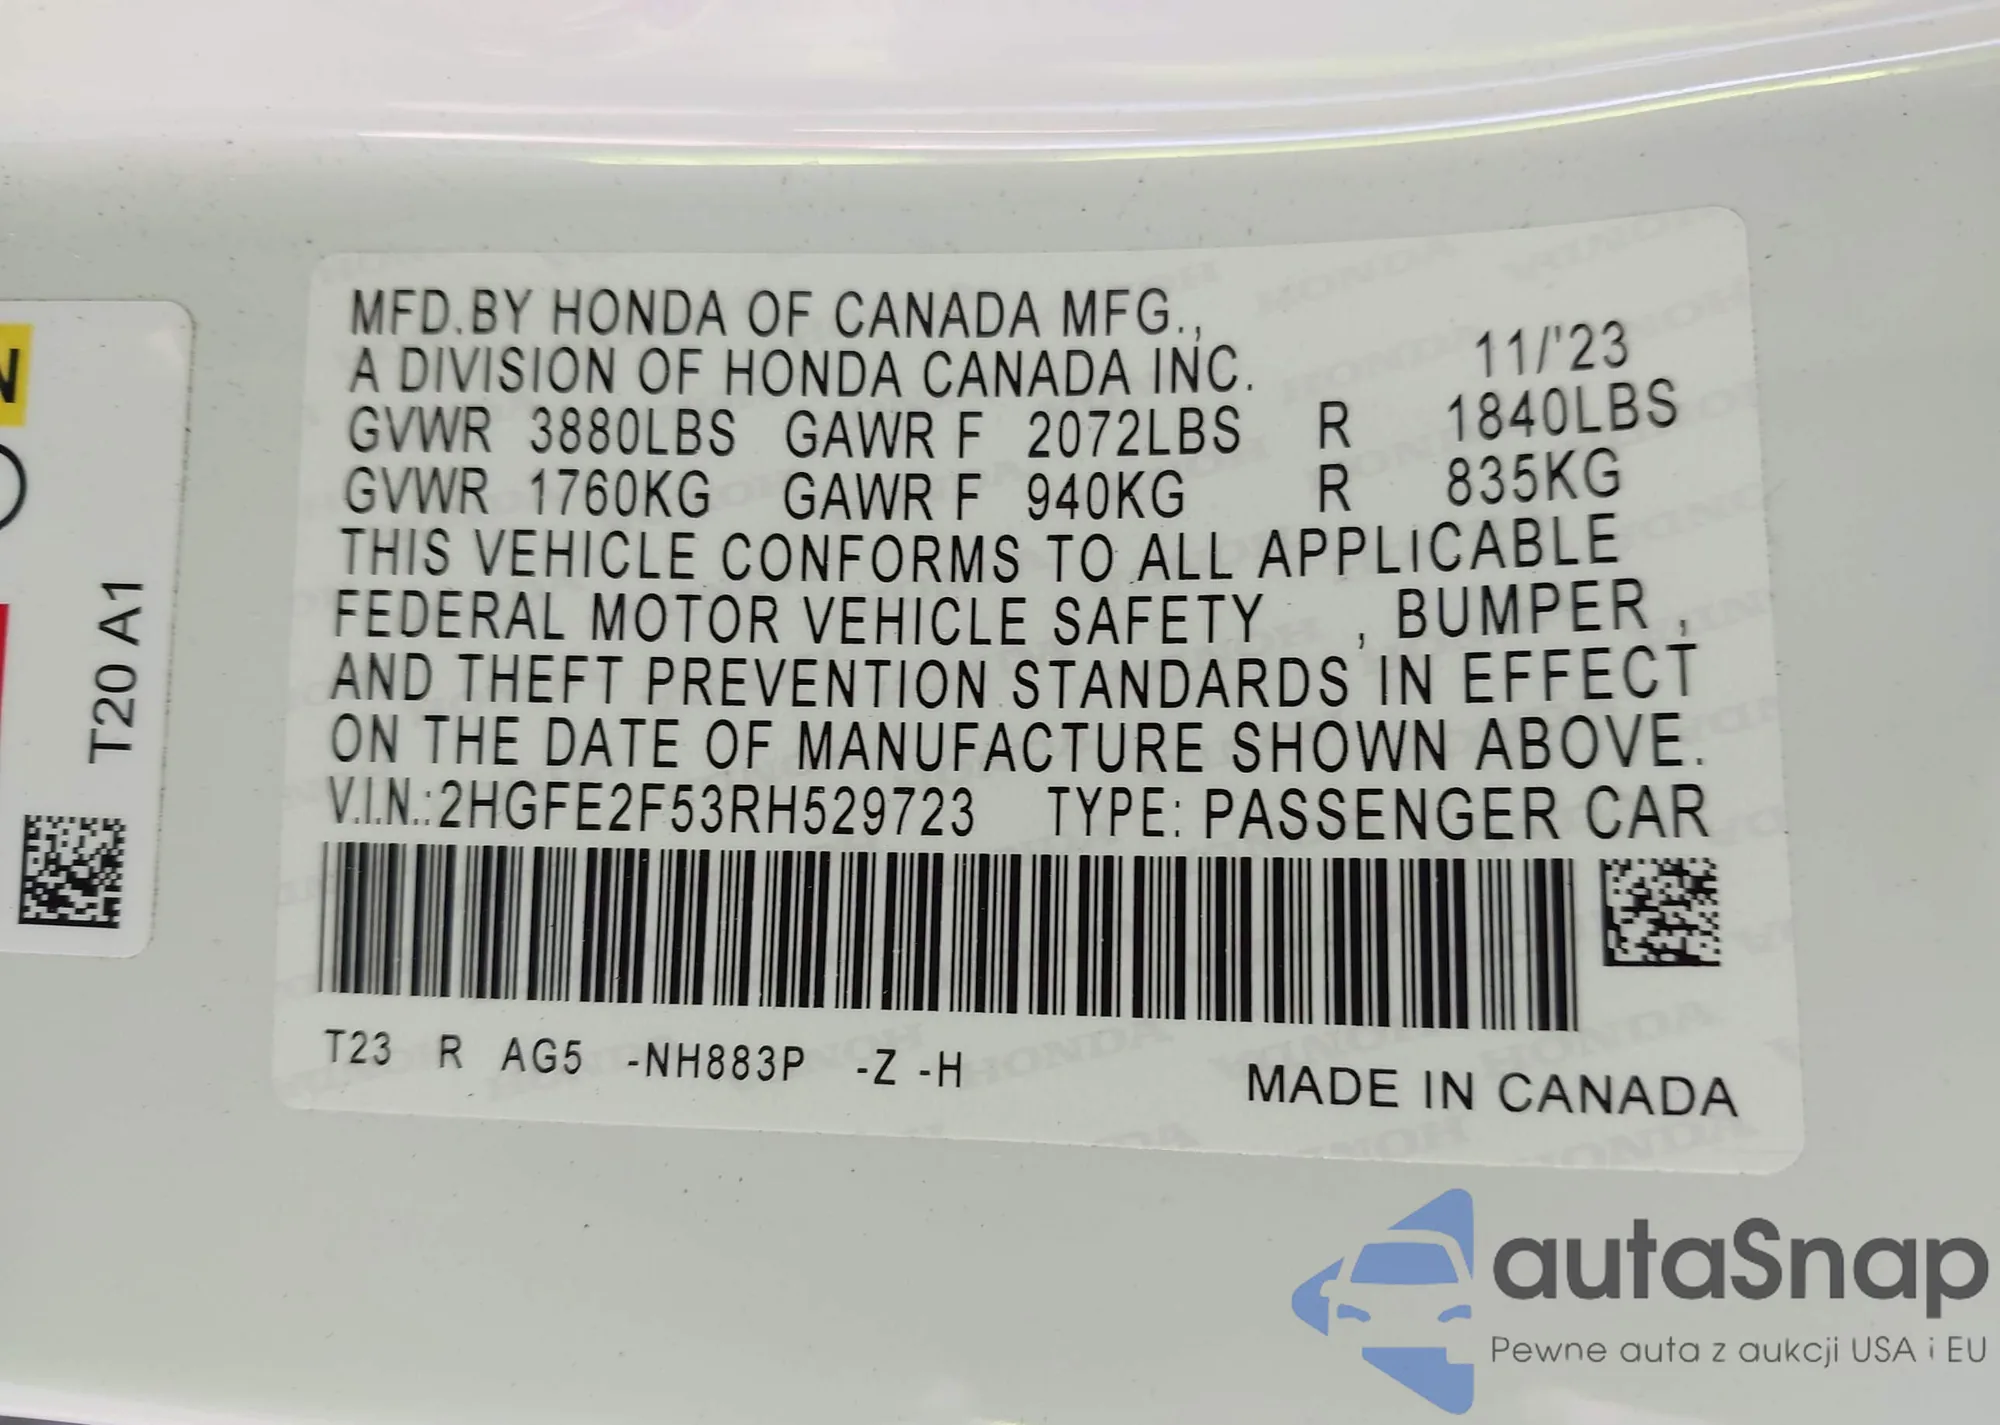 MFD.BY HONDA OF CANADA MFG.,
A DIVISION OF HONDA CANADA INC. 11/'23
GVWR 3880LBS GAWR F 2072LBS R 1840LBS
GVWR 1760KG GAWR F 940KG R 835KG
THIS VEHICLE CONFORMS TO ALL APPLICABLE
FEDERAL MOTOR VEHICLE SAFETY , BUMPER ,
AND THEFT PREVENTION STANDARDS IN EFFECT
ON THE DATE OF MANUFACTURE SHOWN ABOVE.
V.I.N.:2HGFE2F53RH529723 TYPE: PASSENGER CAR
T23 R AG5 -NH883P -Z -H
MADE IN CANADA
N
T20 A1
autaSnap
Pewne auta z aukcji USA i EU